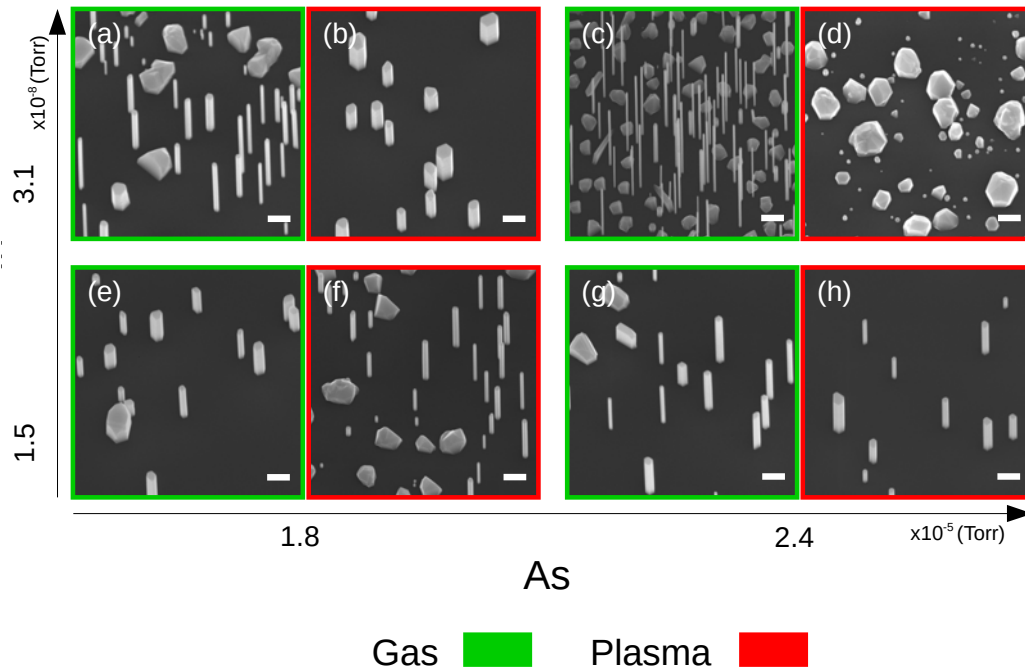 (a)
(b)
(c)
(d)
x10-8 (Torr)
3.1
(e)
(f)
(g)
(h)
1.5
1.8
2.4
x10-5 (Torr)
As
Gas
Plasma